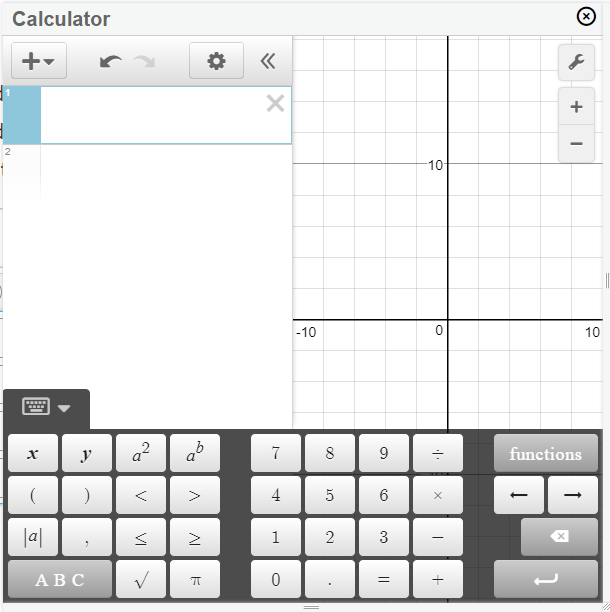 Calculator
1
2
10
-10 0 10
x y a² aᵇ 7 8 9 ÷ functions
( ) < > 4 5 6 × ← →
|a| , ≤ ≥ 1 2 3 −
A B C √ π 0 . = +